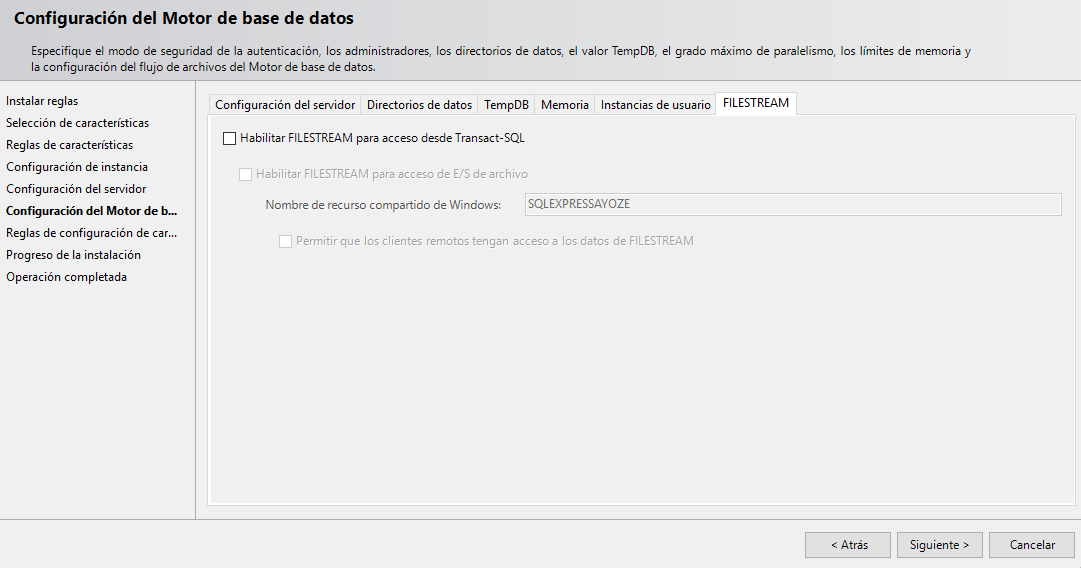 Configuración del Motor de base de datos
Especifique el modo de seguridad de la autenticación, los administradores, los directorios de datos, el valor TempDB, el grado máximo de paralelismo, los límites de memoria y
la configuración del flujo de archivos del Motor de base de datos.
Instalar reglas
Selección de características
Reglas de características
Configuración de instancia
Configuración del servidor
Configuración del Motor de b...
Reglas de configuración de car...
Progreso de la instalación
Operación completada
Configuración del servidor Directorios de datos TempDB Memoria Instancias de usuario FILESTREAM
Habilitar FILESTREAM para acceso desde Transact-SQL
Habilitar FILESTREAM para acceso de E/S de archivo
Nombre de recurso compartido de Windows: SQLEXPRESSAYOZE
Permitir que los clientes remotos tengan acceso a los datos de FILESTREAM
< Atrás Siguiente > Cancelar